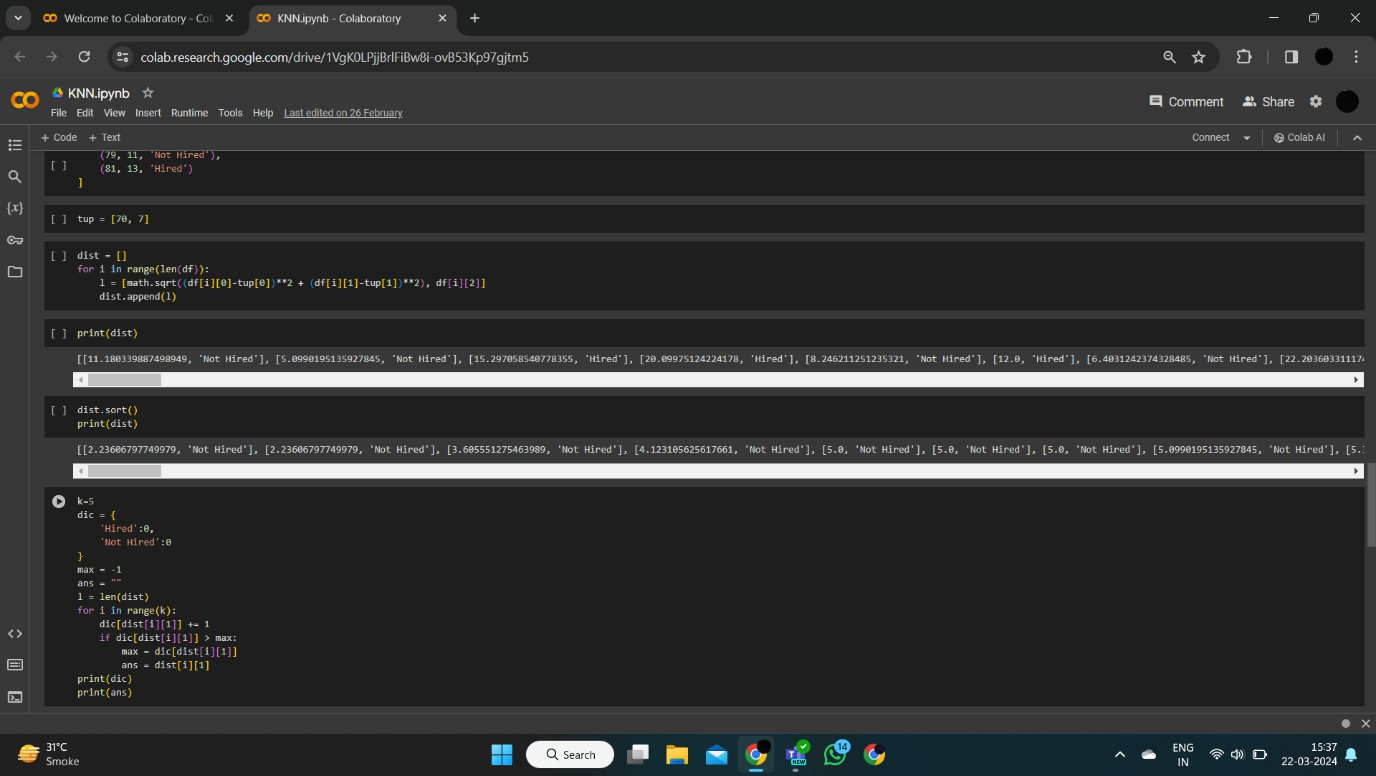 Welcome to Colaboratory - Col
KNN.ipynb - Colaboratory
colab.research.google.com/drive/1VgK0LPjjBrlFiBw8i-ovB53Kp97gjtm5
KNN.ipynb
File Edit View Insert Runtime Tools Help Last edited on 26 February
Comment Share
+ Code + Text
Connect Colab AI
(79, 11, 'Not Hired'),
[ ] (81, 13, 'Hired')
]
[ ] tup = [70, 7]
[ ] dist = []
for i in range(len(df)):
l = [math.sqrt((df[i][0]-tup[0])**2 + (df[i][1]-tup[1])**2), df[i][2]]
dist.append(l)
[ ] print(dist)
[[11.180339887498949, 'Not Hired'], [5.0990195135927845, 'Not Hired'], [15.297058540778355, 'Hired'], [20.09975124224178, 'Hired'], [8.246211251235321, 'Not Hired'], [12.0, 'Hired'], [6.4031242374328485, 'Not Hired'], [22.20360331117
[ ] dist.sort()
print(dist)
[[2.23606797749979, 'Not Hired'], [2.23606797749979, 'Not Hired'], [3.605551275463989, 'Not Hired'], [4.123105625617661, 'Not Hired'], [5.0, 'Not Hired'], [5.0, 'Not Hired'], [5.0, 'Not Hired'], [5.0990195135927845, 'Not Hired'], [5.
k=5
dic = {
'Hired':0,
'Not Hired':0
}
max = -1
ans = ""
l = len(dist)
for i in range(k):
dic[dist[i][1]] += 1
if dic[dist[i][1]] > max:
max = dic[dist[i][1]]
ans = dist[i][1]
print(dic)
print(ans)
31°C
Smoke
Search
NEW
14
ENG
IN
15:37
22-03-2024